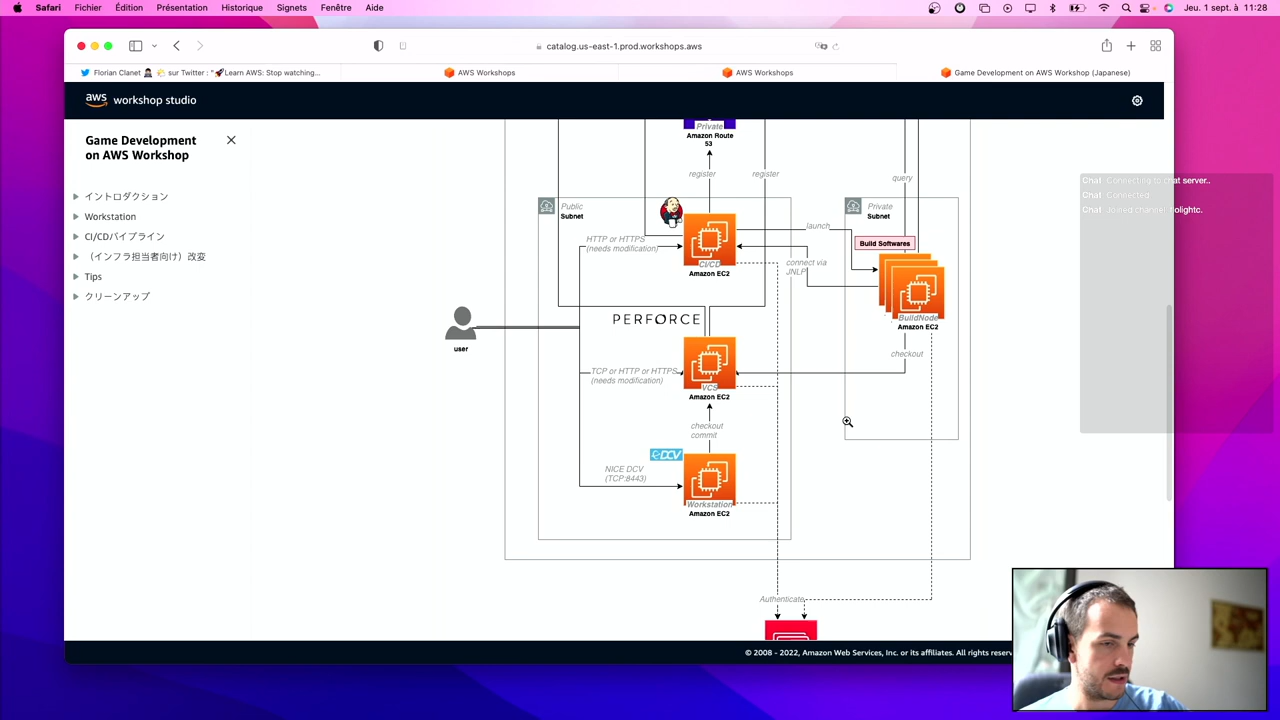 Safari Fichier Édition Présentation Historique Signets Fenêtre Aide
Jeu. 1 sept. à 11:28
catalog.us-east-1.prod.workshops.aws
Florian Clanet sur Twitter : "🚀Learn AWS: Stop watching...
AWS Workshops
AWS Workshops
Game Development on AWS Workshop (Japanese)
aws workshop studio
Game Development
on AWS Workshop
イントロダクション
Workstation
CI/CDパイプライン
（インフラ担当者向け）改変
Tips
クリーンアップ
Private
Amazon Route
53
register
register
query
Public
Subnet
Private
Subnet
launch
HTTP or HTTPS
(needs modification)
Build Softwares
connect via
JNLP
CI/CD
Amazon EC2
PERFORCE
BuildNode
Amazon EC2
user
checkout
TCP or HTTP or HTTPS
(needs modification)
VCS
Amazon EC2
checkout
commit
DCV
NICE DCV
(TCP:8443)
Workstation
Amazon EC2
Authenticate
© 2008 - 2022, Amazon Web Services, Inc. or its affiliates. All rights
Chat Connecting to chat server..
Chat Connected
Chat Joined channel